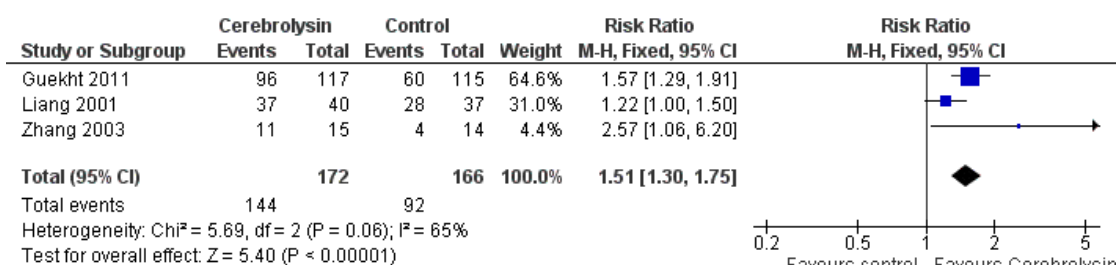 Cerebrolysin Control Risk Ratio Risk Ratio
Study or Subgroup Events Total Events Total Weight M-H, Fixed, 95% CI M-H, Fixed, 95% CI
Guekht 2011 96 117 60 115 64.6% 1.57 [1.29, 1.91]
Liang 2001 37 40 28 37 31.0% 1.22 [1.00, 1.50]
Zhang 2003 11 15 4 14 4.4% 2.57 [1.06, 6.20]
Total (95% CI) 172 166 100.0% 1.51 [1.30, 1.75]
Total events 144 92
Heterogeneity: Chi² = 5.69, df = 2 (P = 0.06); I² = 65%
Test for overall effect: Z = 5.40 (P < 0.00001)
0.2 0.5 1 2 5
Favours control Favours Cerebrolysin